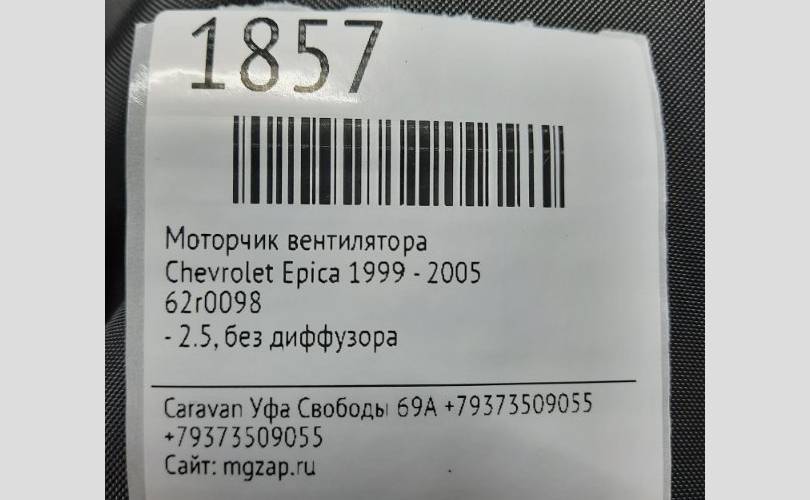 1857
Моторчик вентилятора
Chevrolet Epica 1999 - 2005
62r0098
- 2.5, без диффузора
Caravan Уфа Свободы 69А +79373509055
+79373509055
Сайт: mgzap.ru